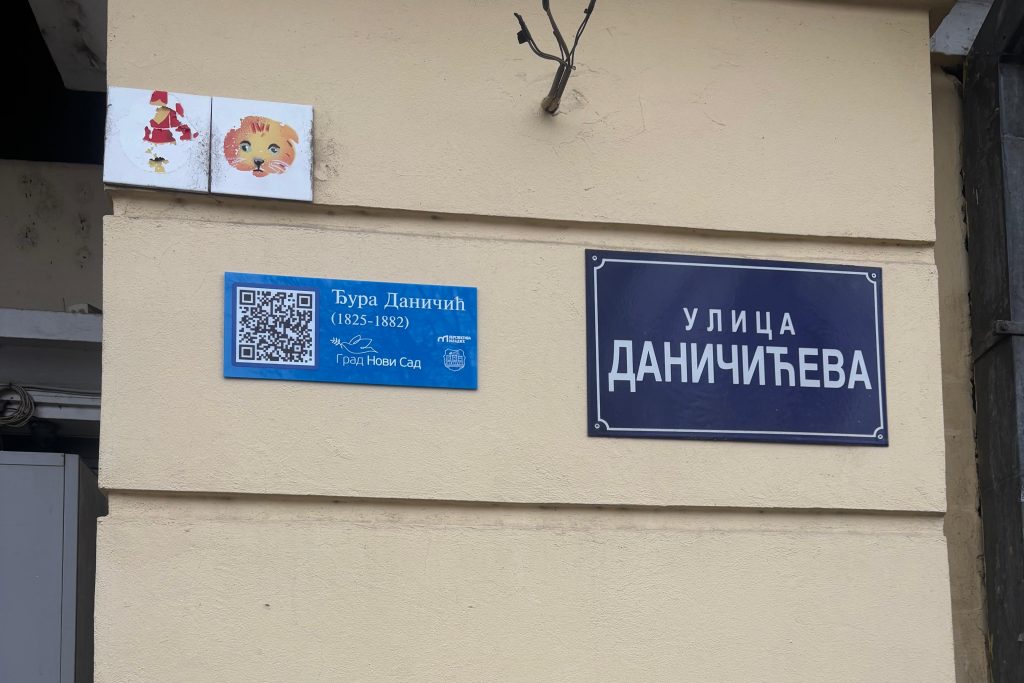 Ђура Даничић
(1825-1882)
Град Нови Сад
УЛИЦА
ДАНИЧИЋЕВА